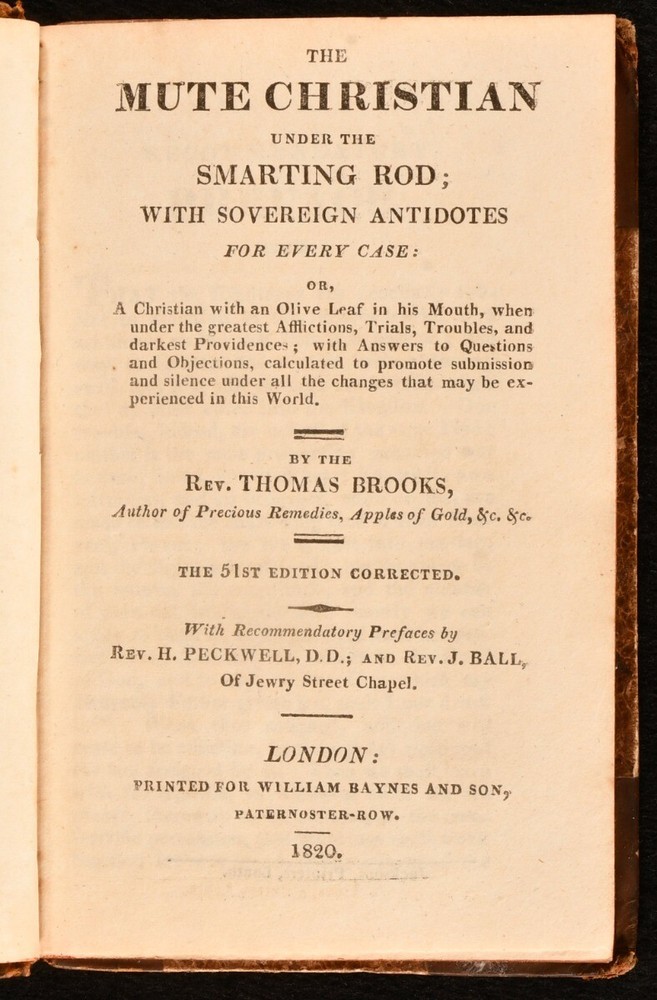 THE
MUTE CHRISTIAN
UNDER THE
SMARTING ROD;
WITH SOVEREIGN ANTIDOTES
FOR EVERY CASE:
OR,
A Christian with an Olive Leaf in his Mouth, when
under the greatest Afflictions, Trials, Troubles, and
darkest Providences; with Answers to Questions
and Objections, calculated to promote submission
and silence under all the changes that may be ex-
perienced in this World.
BY THE
REV. THOMAS BROOKS,
Author of Precious Remedies, Apples of Gold, &c. &c.
THE 51ST EDITION CORRECTED.
With Recommendatory Prefaces by
REV. H. PECKWELL, D.D.; AND REV. J. BALL,
Of Jewry Street Chapel.
LONDON:
PRINTED FOR WILLIAM BAYNES AND SON,
PATERNOSTER-ROW.
1820.